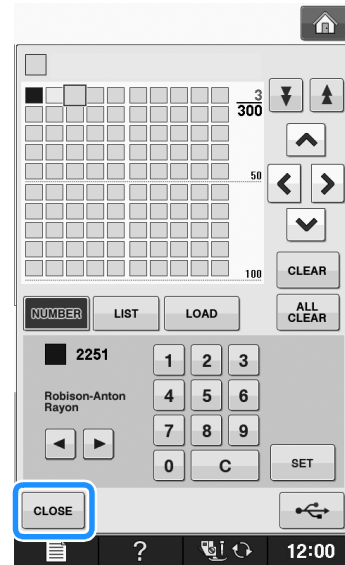 3
300
50
100
CLEAR
NUMBER LIST LOAD ALL CLEAR
2251
Robison-Anton
Rayon
1 2 3
4 5 6
7 8 9
0 C SET
CLOSE
? 12:00